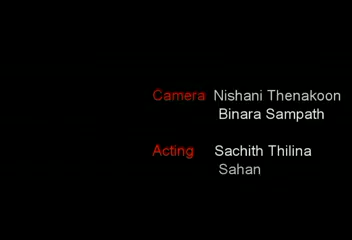 Camera Nishani Thenakoon
Binara Sampath
Acting Sachith Thilina
Sahan